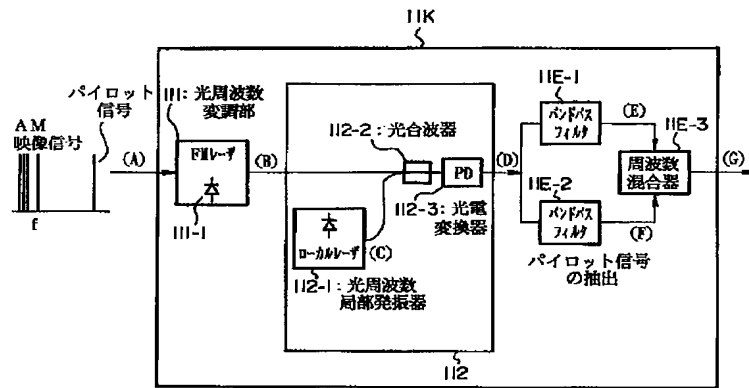 11K
パイロット
信号
AM
映像信号
f
(A)
111:光周波数
変調部
FMレーザ
111-1
(B)
112-2:光合波器
PD
112-3:光電
変換器
ローカルレーザ
(C)
112-1:光周波数
局部発振器
112
(D)
11E-1
バンドパス
フィルタ
(E)
11E-2
バンドパス
フィルタ
(F)
パイロット信号
の抽出
11E-3
周波数
混合器
(G)